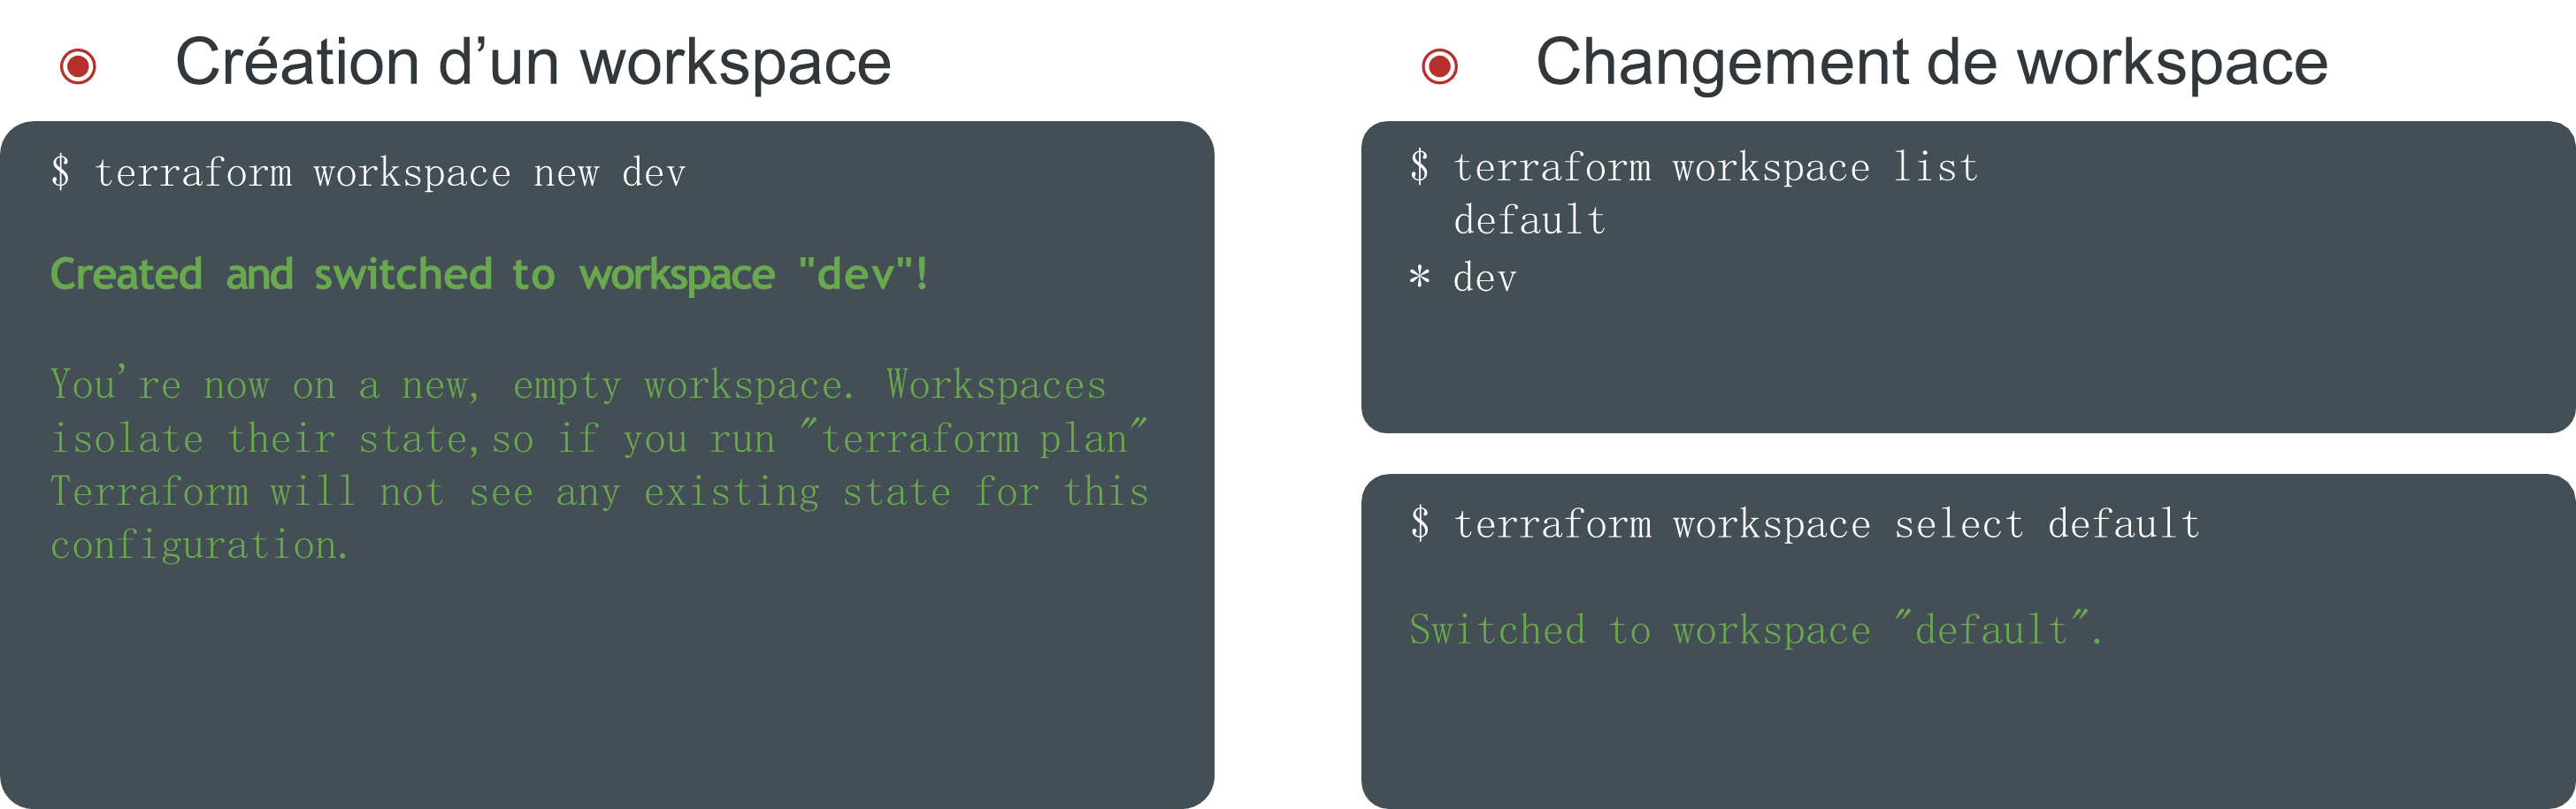 Création d’un workspace
$ terraform workspace new dev
Created and switched to workspace "dev"!
You're now on a new, empty workspace. Workspaces
isolate their state,so if you run "terraform plan"
Terraform will not see any existing state for this
configuration.
Changement de workspace
$ terraform workspace list
default
* dev
$ terraform workspace select default
Switched to workspace "default".